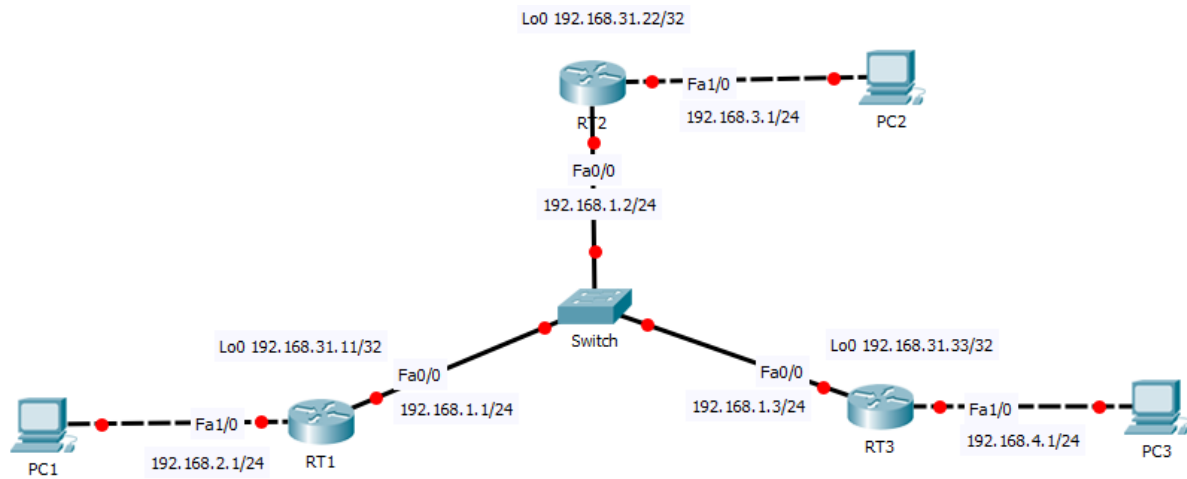 Lo0 192.168.31.22/32
Fa1/0
RT2
192.168.3.1/24
PC2
Fa0/0
192.168.1.2/24
Switch
Lo0 192.168.31.11/32
Lo0 192.168.31.33/32
Fa0/0
Fa0/0
192.168.1.1/24
192.168.1.3/24
Fa1/0
Fa1/0
192.168.2.1/24
RT1
PC1
RT3
192.168.4.1/24
PC3